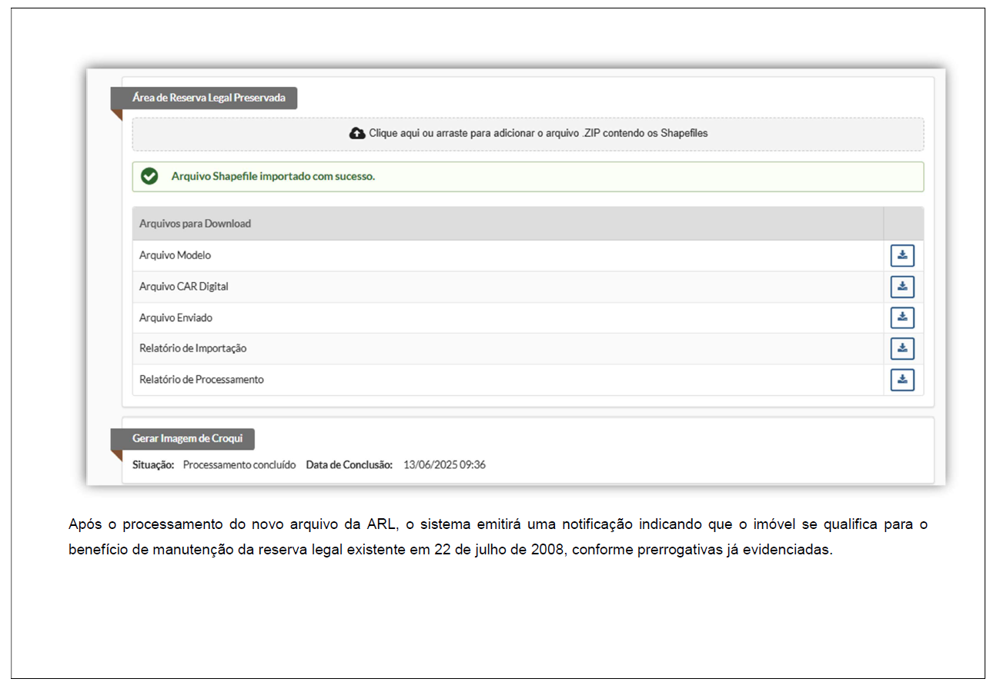 Área de Reserva Legal Preservada
Clique aqui ou arraste para adicionar o arquivo .ZIP contendo os Shapefiles
Arquivo Shapefile importado com sucesso.
Arquivos para Download
Arquivo Modelo
Arquivo CAR Digital
Arquivo Enviado
Relatório de Importação
Relatório de Processamento
Gerar Imagem de Croqui
Situação: Processamento concluído Data de Conclusão: 13/06/2025 09:36
Após o processamento do novo arquivo da ARL, o sistema emitirá uma notificação indicando que o imóvel se qualifica para o
benefício de manutenção da reserva legal existente em 22 de julho de 2008, conforme prerrogativas já evidenciadas.